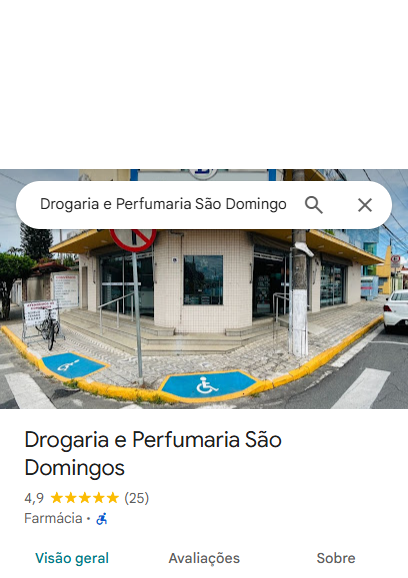 Drogaria e Perfumaria São Domingo
Drogaria e Perfumaria São
Domingos
4,9
(25)
Farmácia ·
Visão geral
Avaliações
Sobre